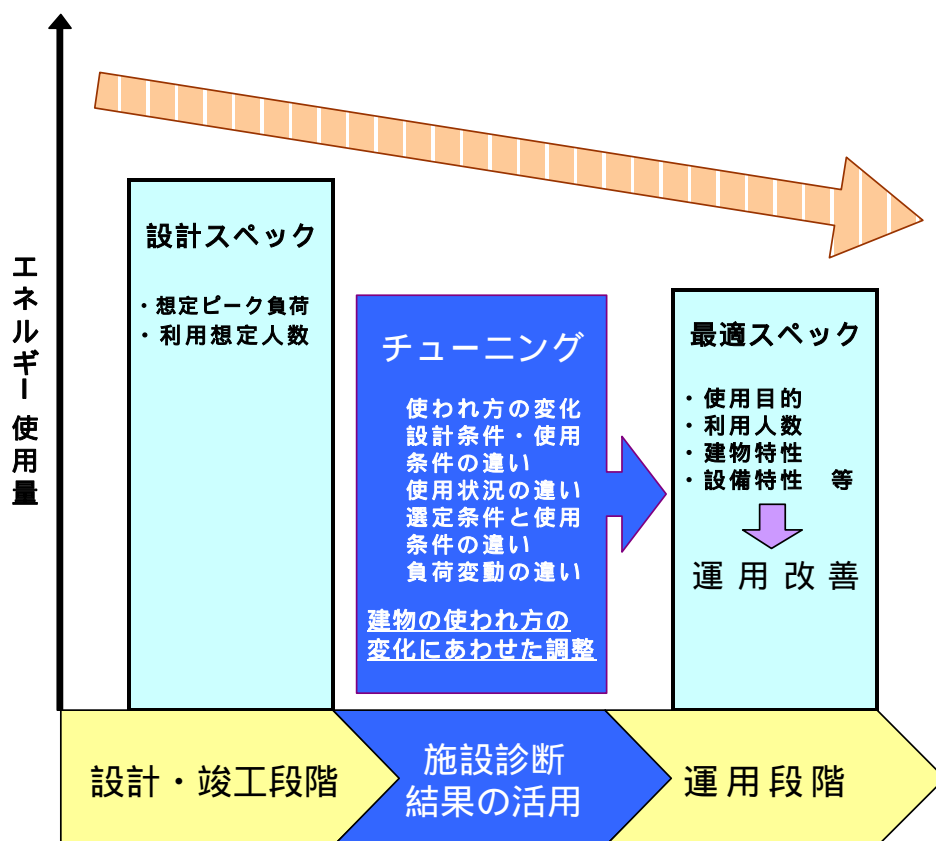 エネルギー使用量
設計スペック
・想定ピーク負荷
・利用想定人数
チューニング
使われ方の変化
設計条件・使用
条件の違い
使用状況の違い
選定条件と使用
条件の違い
負荷変動の違い
建物の使われ方の
変化にあわせた調整
最適スペック
・使用目的
・利用人数
・建物特性
・設備特性　等
運用改善
設計・竣工段階
施設診断
結果の活用
運用段階